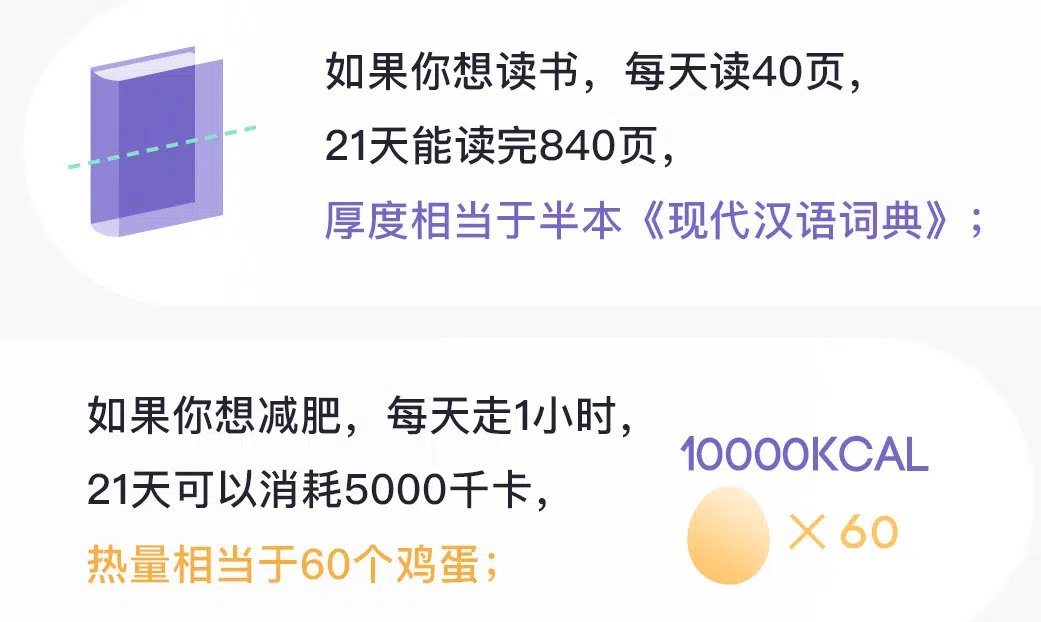 如果你想读书，每天读40页，
21天能读完840页，
厚度相当于半本《现代汉语词典》；
如果你想减肥，每天走1小时，
21天可以消耗5000千卡，
热量相当于60个鸡蛋；
10000KCAL
×60